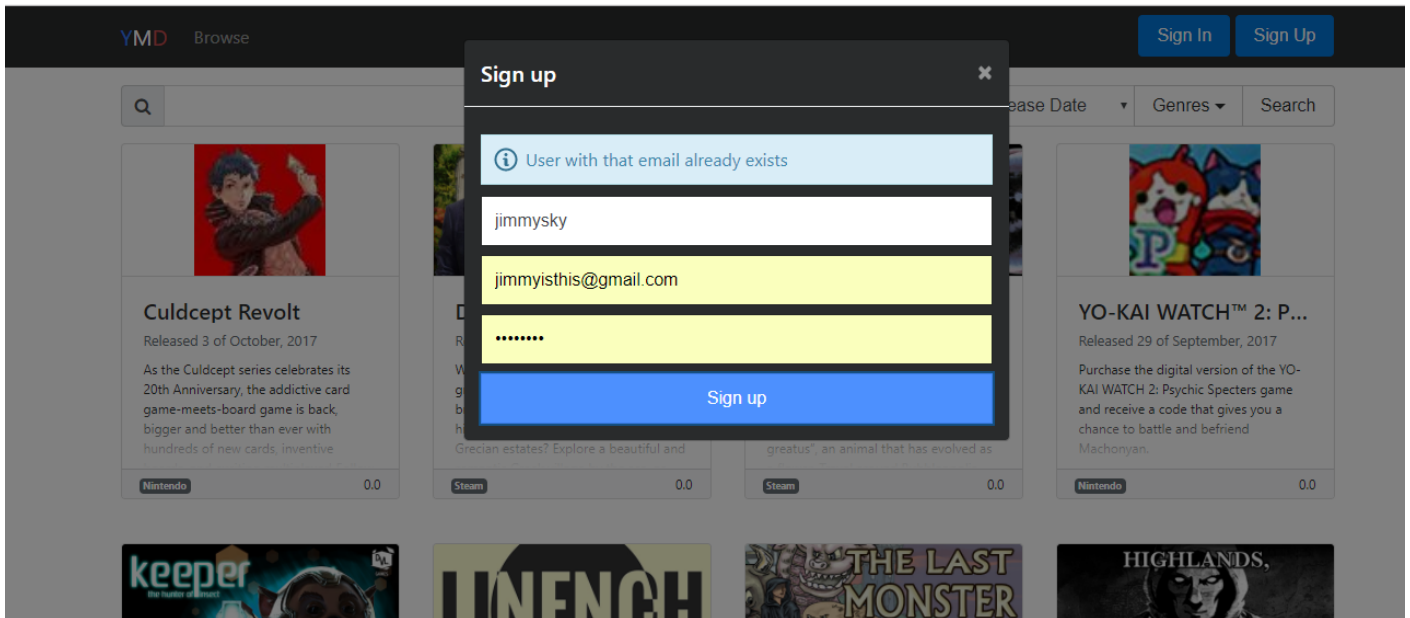 YMD Browse Sign In Sign Up
Sign up ×
ease Date Genres Search
User with that email already exists
jimmysky
jimmyisthis@gmail.com
••••••••
Sign up
Culdcept Revolt
Released 3 of October, 2017
As the Culdcept series celebrates its
20th Anniversary, the addictive card
game-meets-board game is back,
bigger and better than ever with
hundreds of new cards, inventive
Nintendo 0.0
Grecian estates? Explore a beautiful and
Steam 0.0
greatus", an animal that has evolved as
Steam 0.0
P
YO-KAI WATCH™ 2: P...
Released 29 of September, 2017
Purchase the digital version of the YO-
KAI WATCH 2: Psychic Specters game
and receive a code that gives you a
chance to battle and befriend
Machonyan.
Nintendo 0.0
keeper
the hunter of insect
LINENCH
THE LAST
MONSTER
HIGHLANDS,